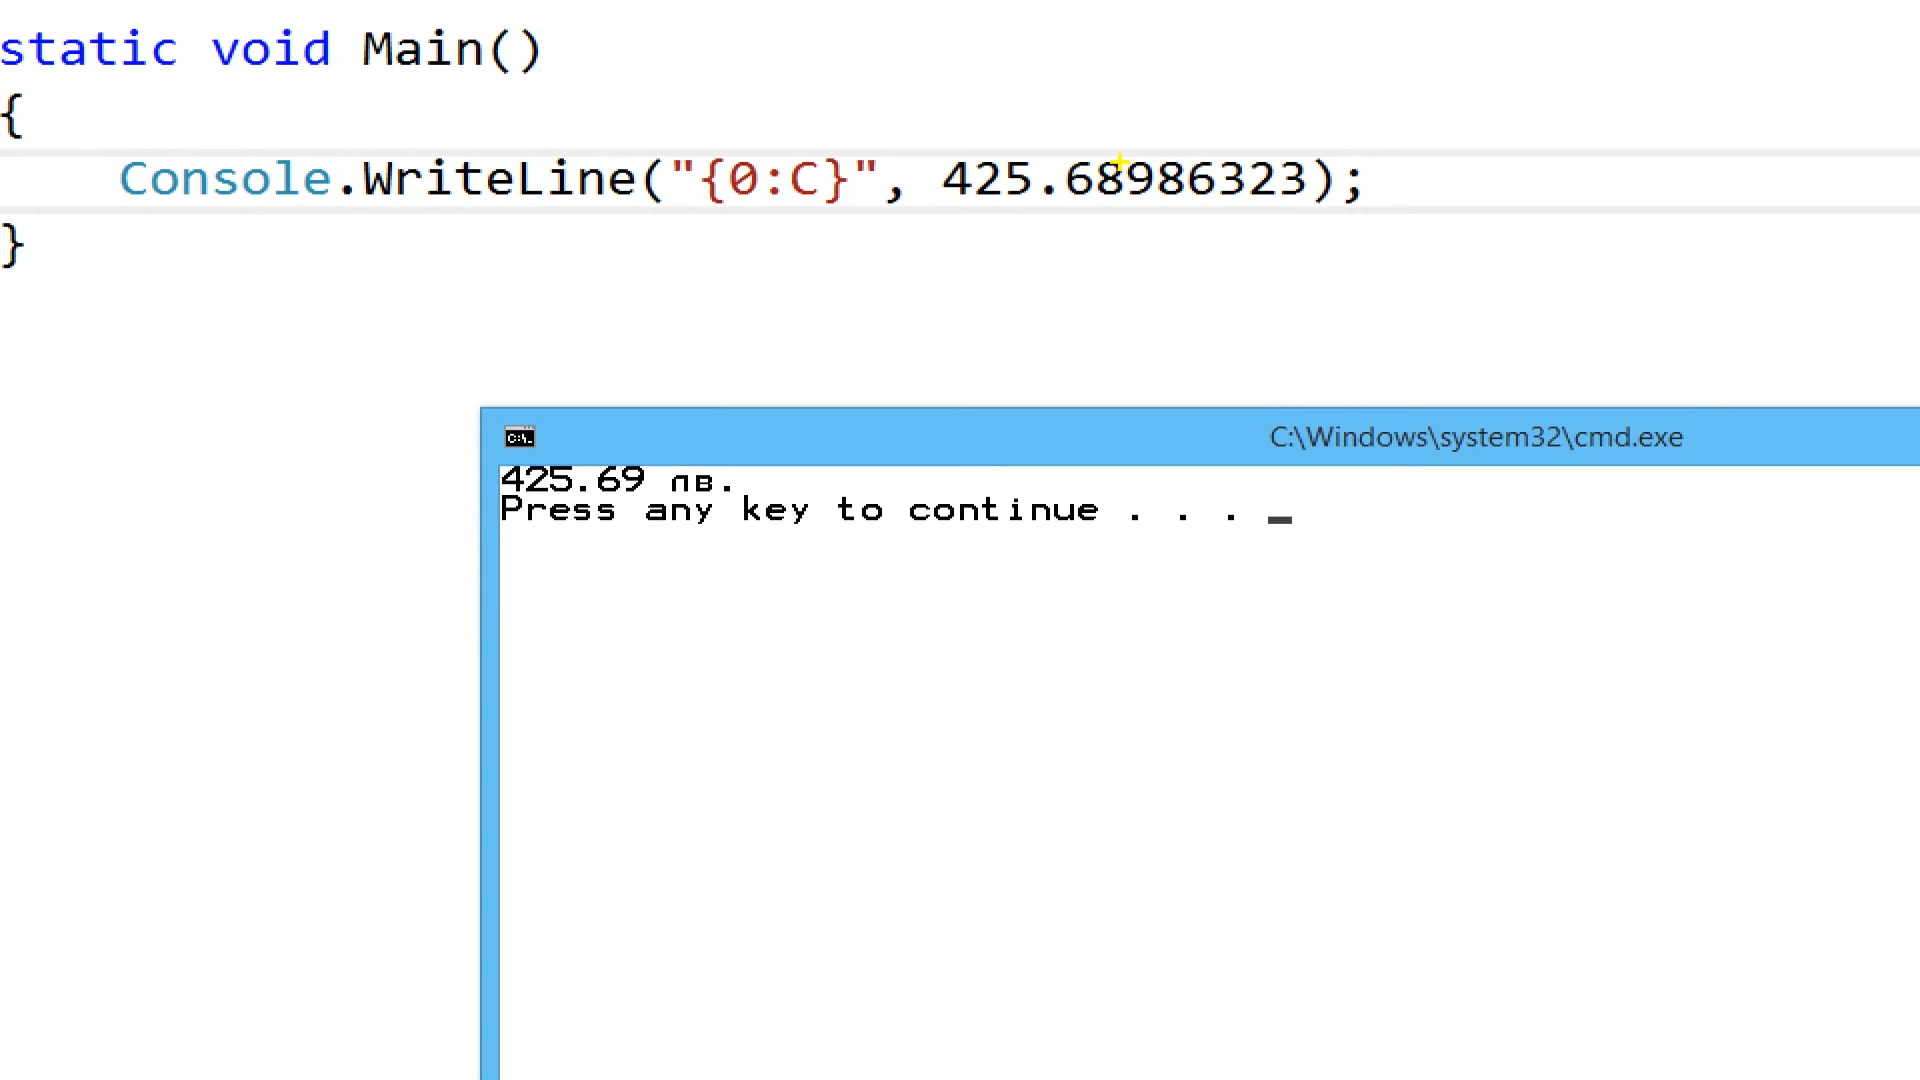 static void Main()
{
Console.WriteLine("{0:C}", 425.68986323);
}
C:\Windows\system32\cmd.exe
425.69 лв.
Press any key to continue . . .